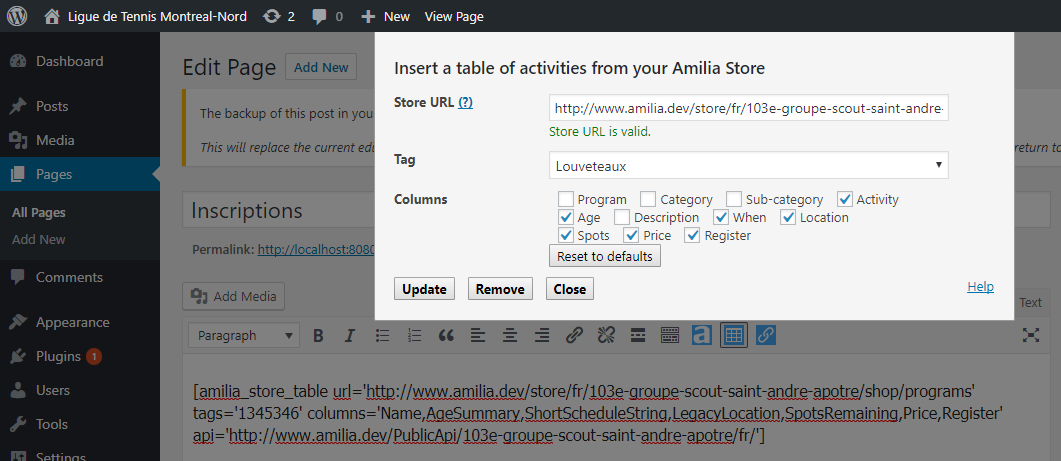 Ligue de Tennis Montreal-Nord 2 0 New View Page
Dashboard
Posts
Media
Pages
All Pages
Add New
Comments
Appearance
Plugins 1
Users
Tools
Settings
Edit Page Add New
The backup of this post in you
This will replace the current edi
return to
Inscriptions
Permalink: http://localhost:8080
Add Media
Text
Insert a table of activities from your Amilia Store
Store URL (?) http://www.amilia.dev/store/fr/103e-groupe-scout-saint-andre-
Store URL is valid.
Tag Louveteaux
Columns Program Category Sub-category Activity
Age Description When Location
Spots Price Register
Reset to defaults
Update Remove Close Help
Paragraph B I a
[amilia_store_table url='http://www.amilia.dev/store/fr/103e-groupe-scout-saint-andre-apotre/shop/programs'
tags='1345346' columns='Name,AgeSummary,ShortScheduleString,LegacyLocation,SpotsRemaining,Price,Register'
api='http://www.amilia.dev/PublicApi/103e-groupe-scout-saint-andre-apotre/fr/']